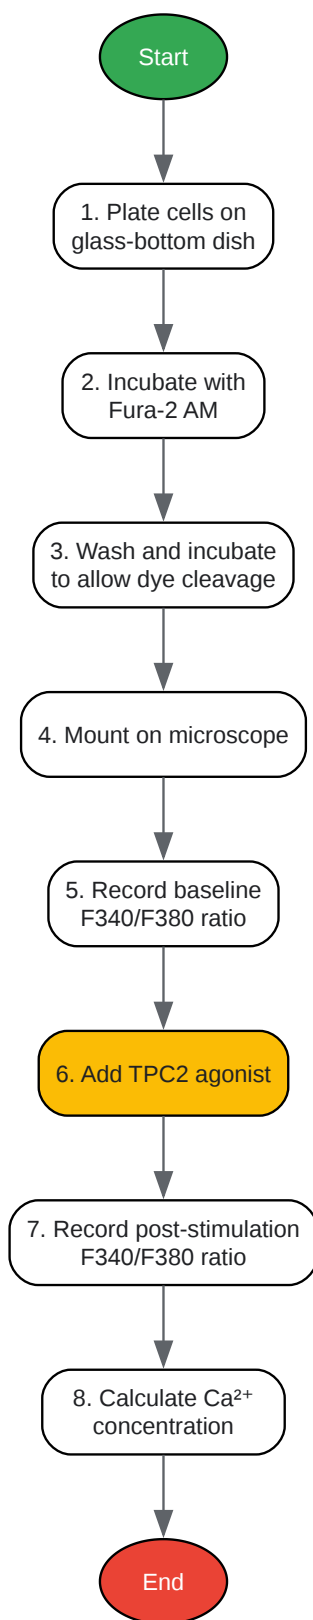 Start
1. Plate cells on
glass-bottom dish
2. Incubate with
Fura-2 AM
3. Wash and incubate
to allow dye cleavage
4. Mount on microscope
5. Record baseline
F340/F380 ratio
6. Add TPC2 agonist
7. Record post-stimulation
F340/F380 ratio
8. Calculate Ca²⁺
concentration
End